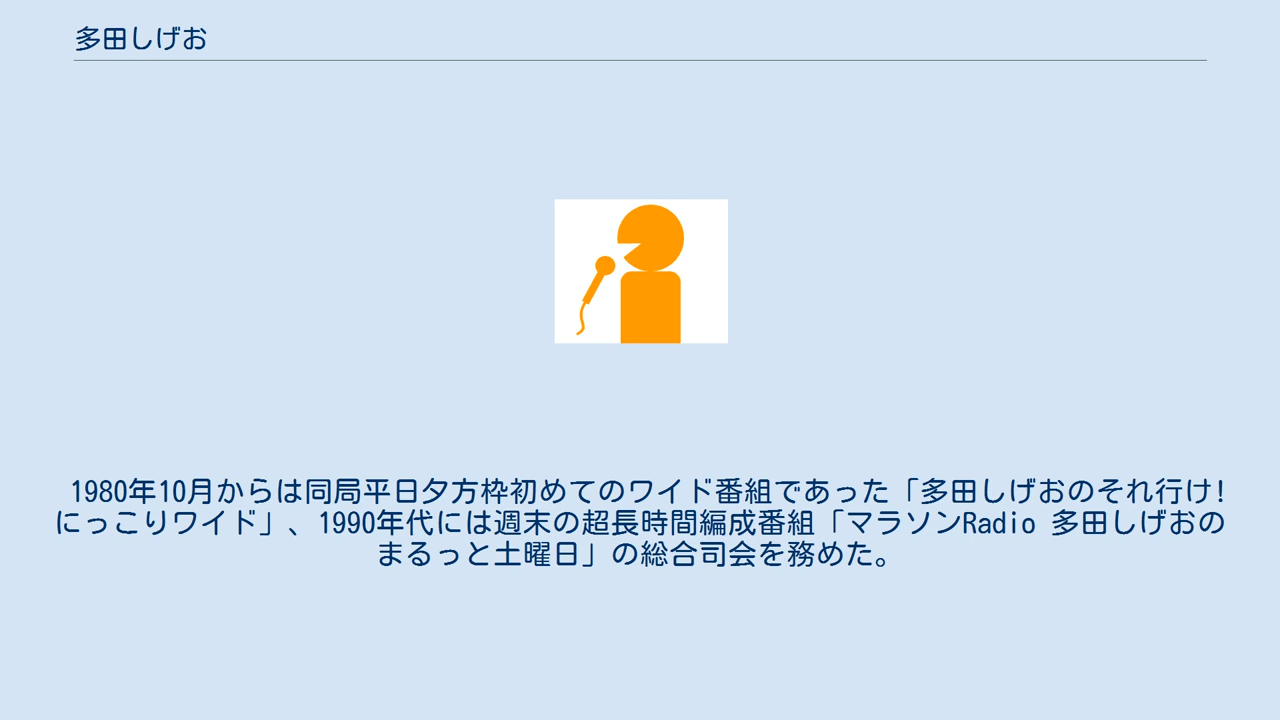 多田しげお
1980年10月からは同局平日夕方枠初めてのワイド番組であった「多田しげおのそれ行け!
にっこりワイド」、1990年代には週末の超長時間編成番組「マラソンRadio 多田しげおの
まるっと土曜日」の総合司会を務めた。